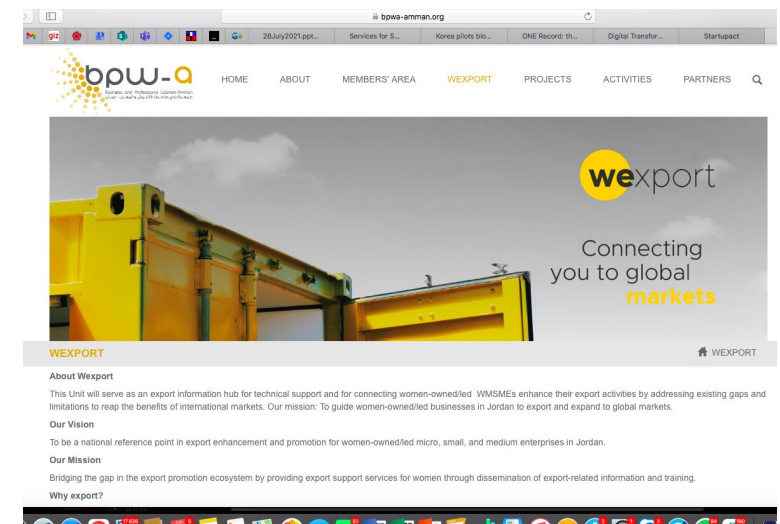 bpwa-amman.org
giz
28July2021.ppt...
Services for S...
Korea pilots blo...
ONE Record: th...
Digital Transfor...
Startupact
bpw-a
Business and Professional Women-Amman
HOME ABOUT MEMBERS' AREA WEXPORT PROJECTS ACTIVITIES PARTNERS
wexport
Connecting
you to global
markets
WEXPORT
WEXPORT
About Wexport
This Unit will serve as an export information hub for technical support and for connecting women-owned/led WMSMEs enhance their export activities by addressing existing gaps and
limitations to reap the benefits of international markets. Our mission: To guide women-owned/led businesses in Jordan to export and expand to global markets.
Our Vision
To be a national reference point in export enhancement and promotion for women-owned/led micro, small, and medium enterprises in Jordan.
Our Mission
Bridging the gap in the export promotion ecosystem by providing export support services for women through dissemination of export-related information and training.
Why export?